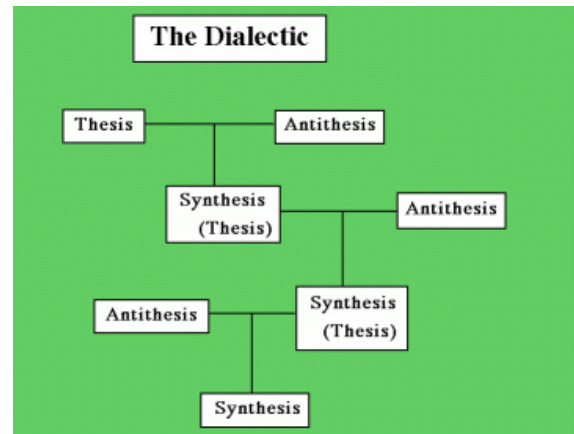 The Dialectic
Thesis
Antithesis
Synthesis
(Thesis)
Antithesis
Antithesis
Synthesis
(Thesis)
Synthesis